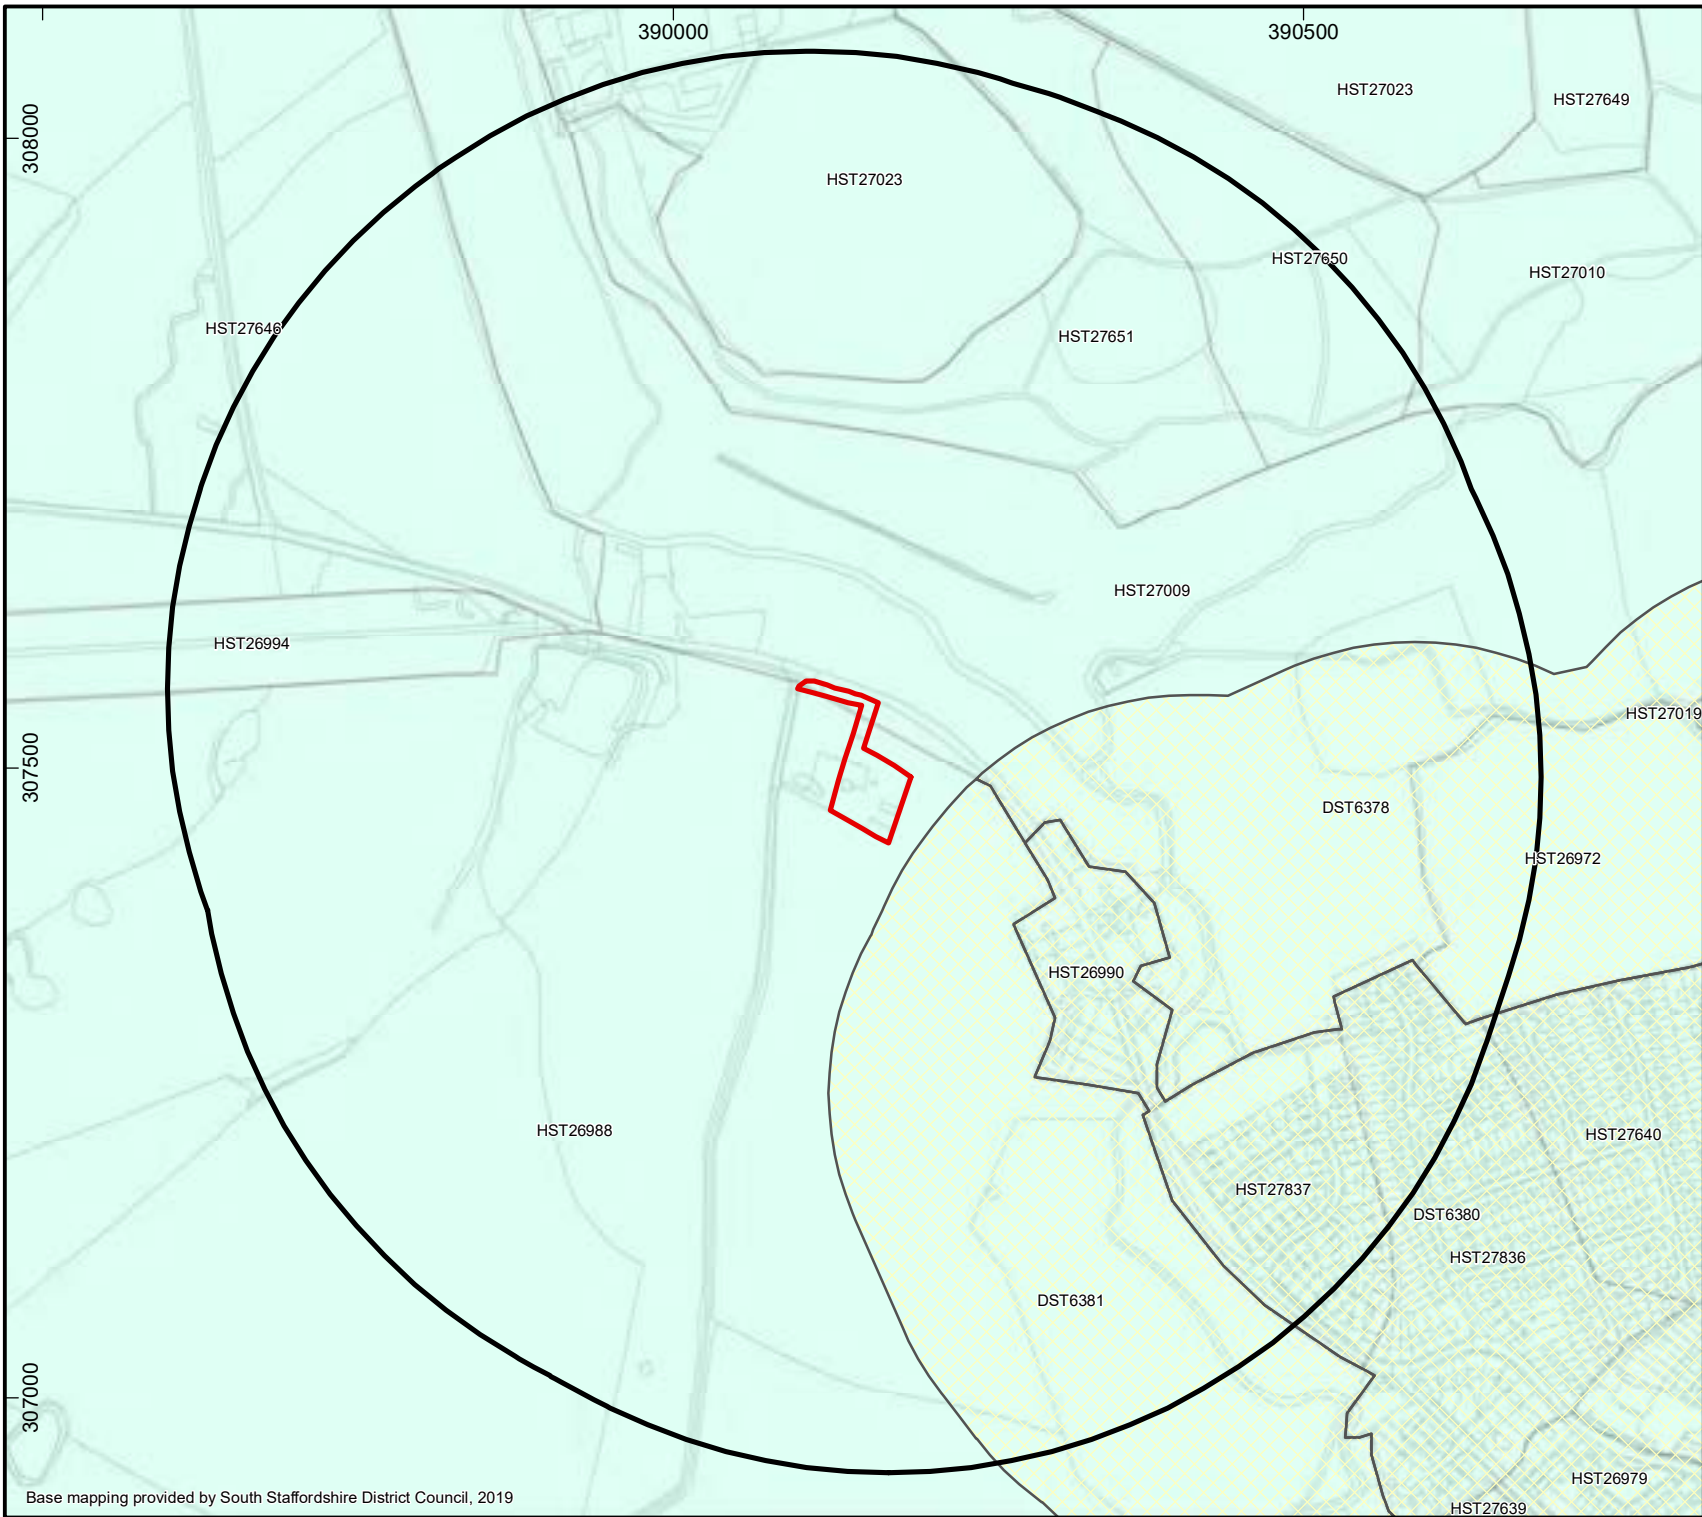 390000
390500
308000
307500
307000
HST27023
HST27649
HST27023
HST27650
HST27010
HST27646
HST27651
HST27009
HST26994
HST27019
DST6378
HST26972
HST26990
HST26988
HST27640
HST27837
DST6380
HST27836
DST6381
HST26979
HST27639
Base mapping provided by South Staffordshire District Council, 2019